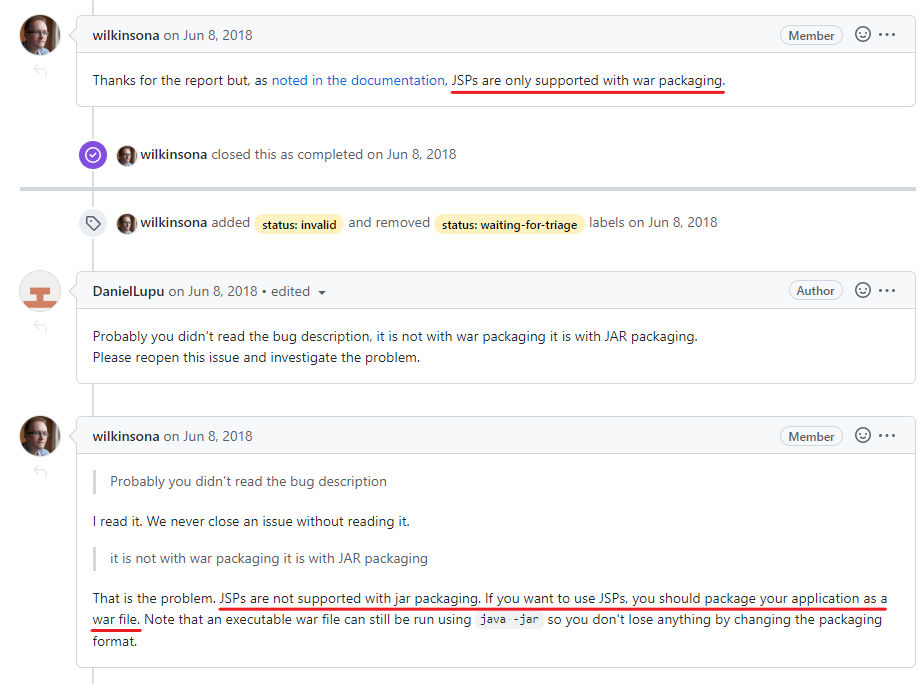 wilkinsona on Jun 8, 2018
Member
Thanks for the report but, as noted in the documentation, JSPs are only supported with war packaging.
wilkinsona closed this as completed on Jun 8, 2018
wilkinsona added status: invalid and removed status: waiting-for-triage labels on Jun 8, 2018
DanielLupu on Jun 8, 2018 • edited
Author
Probably you didn't read the bug description, it is not with war packaging it is with JAR packaging.
Please reopen this issue and investigate the problem.
wilkinsona on Jun 8, 2018
Member
Probably you didn't read the bug description
I read it. We never close an issue without reading it.
it is not with war packaging it is with JAR packaging
That is the problem. JSPs are not supported with jar packaging. If you want to use JSPs, you should package your application as a
war file. Note that an executable war file can still be run using java -jar so you don't lose anything by changing the packaging
format.